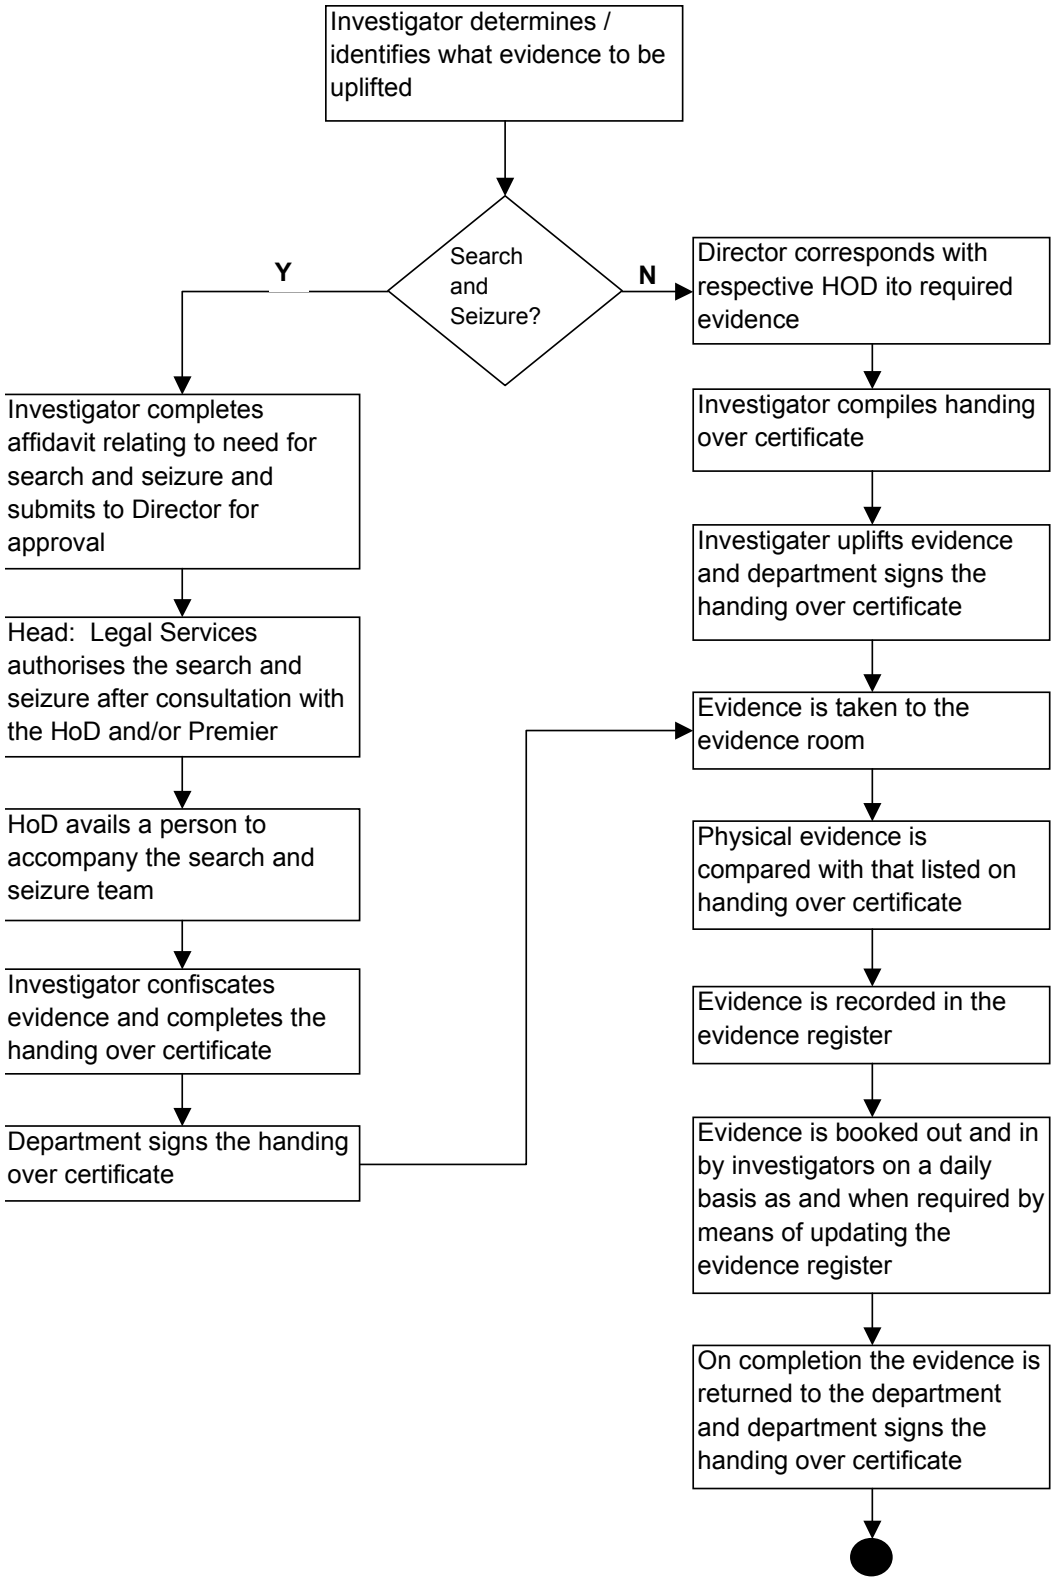 Investigator determines /
identifies what evidence to be
uplifted
Search
and
Seizure?
Y
N
Investigator completes
affidavit relating to need for
search and seizure and
submits to Director for
approval
Head:  Legal Services
authorises the search and
seizure after consultation with
the HoD and/or Premier
HoD avails a person to
accompany the search and
seizure team
Investigator confiscates
evidence and completes the
handing over certificate
Department signs the handing
over certificate
Director corresponds with
respective HOD ito required
evidence
Investigator compiles handing
over certificate
Investigater uplifts evidence
and department signs the
handing over certificate
Evidence is taken to the
evidence room
Physical evidence is
compared with that listed on
handing over certificate
Evidence is recorded in the
evidence register
Evidence is booked out and in
by investigators on a daily
basis as and when required by
means of updating the
evidence register
On completion the evidence is
returned to the department
and department signs the
handing over certificate